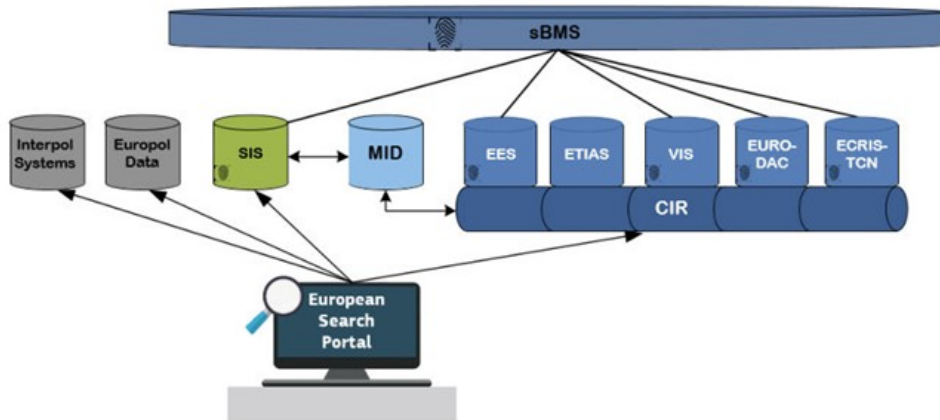 sBMS
Interpol
Systems
Europol
Data
SIS
MID
EES
ETIAS
VIS
EURO-
DAC
ECRIS-
TCN
CIR
European
Search
Portal